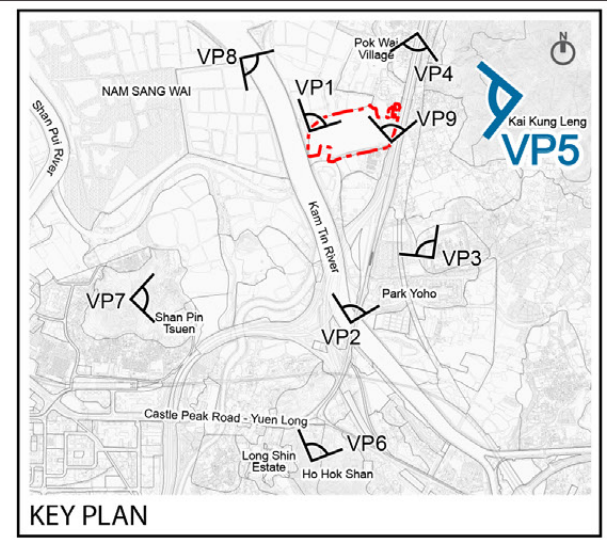 N
VP8
Pok Wai
Village
VP4
NAM SANG WAI
VP1
VP9
Kai Kung Leng
VP5
Shan Pui River
Kam Tin River
VP3
Park Yoho
VP7
Shan Pin
Tsuen
VP2
Castle Peak Road - Yuen Long
VP6
Long Shin
Estate
Ho Hok Shan
KEY PLAN